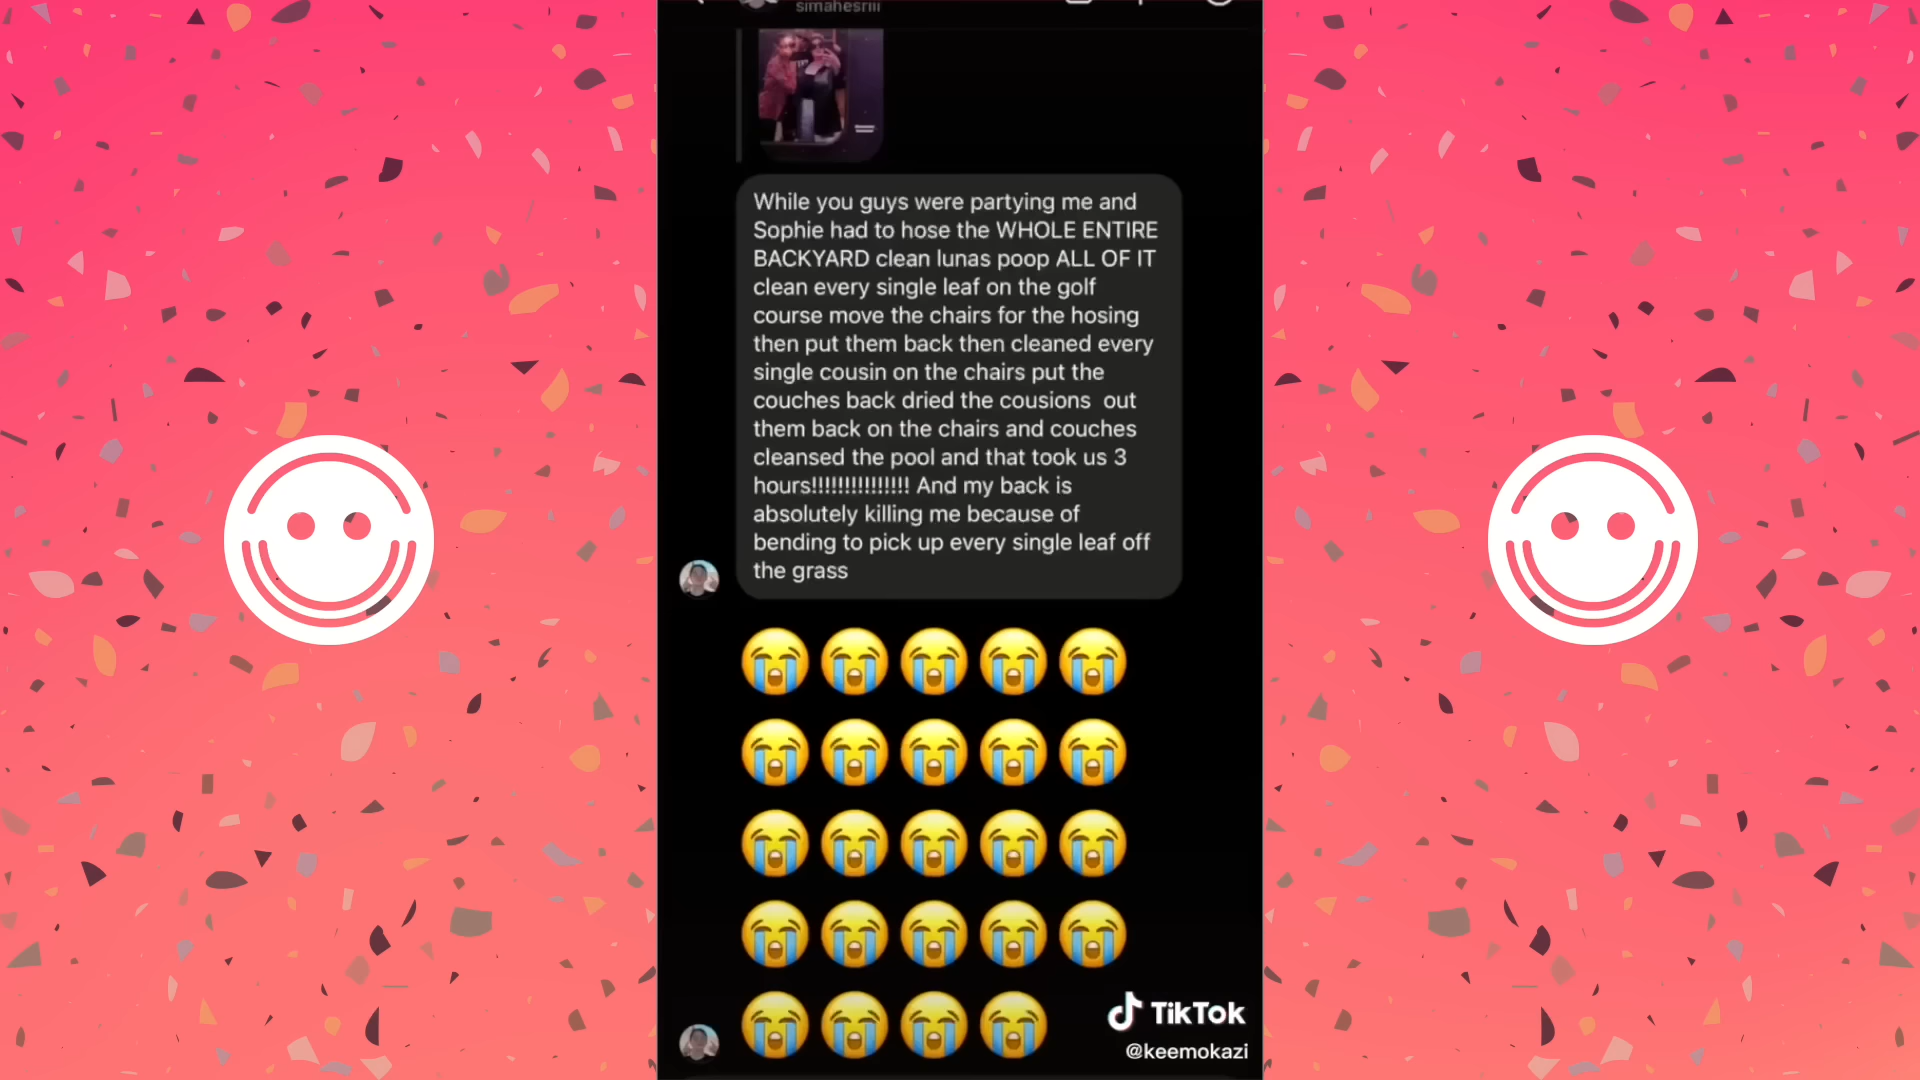 simahesriii
While you guys were partying me and
Sophie had to hose the WHOLE ENTIRE
BACKYARD clean lunas poop ALL OF IT
clean every single leaf on the golf
course move the chairs for the hosing
then put them back then cleaned every
single cousin on the chairs put the
couches back dried the cousions  out
them back on the chairs and couches
cleansed the pool and that took us 3
hours!!!!!!!!!!!!!!! And my back is
absolutely killing me because of
bending to pick up every single leaf off
the grass
😭😭😭😭😭
😭😭😭😭😭
😭😭😭😭😭
😭😭😭😭😭
😭😭😭😭
TikTok
@keemokazi